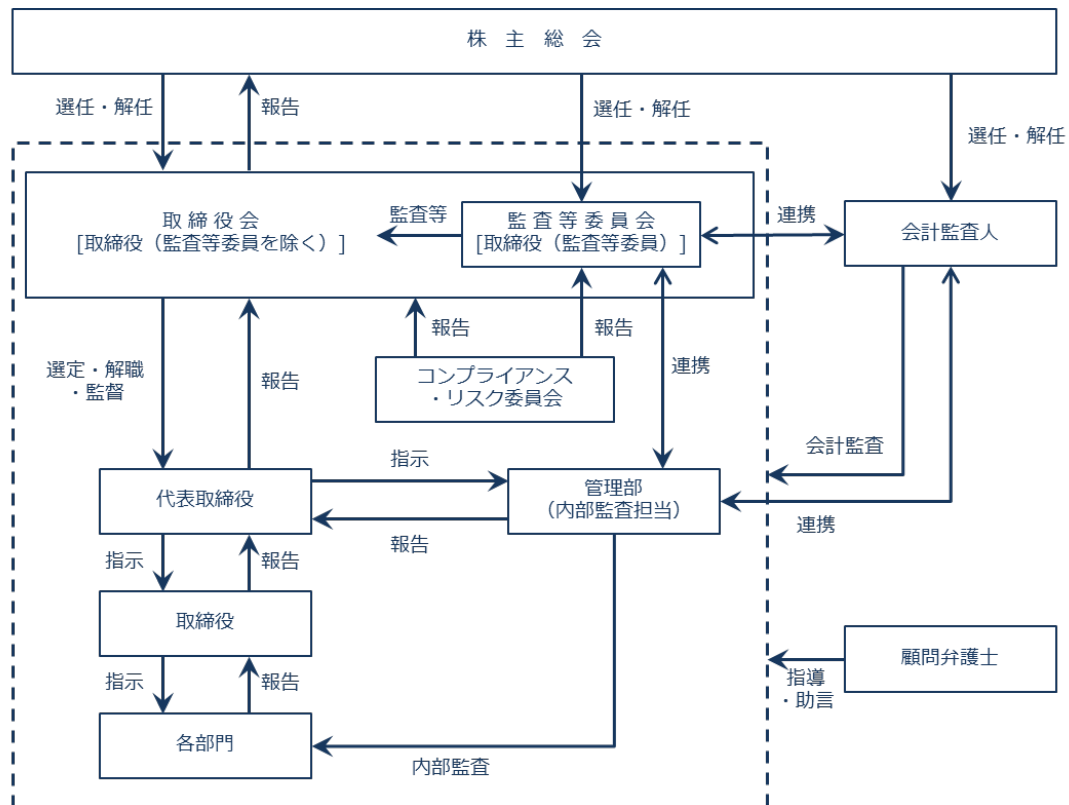 株 主 総 会
選任・解任
報告
選任・解任
選任・解任
取 締 役 会
[取締役（監査等委員を除く）]
監査等
監 査 等 委 員 会
[取締役（監査等委員）]
連携
会計監査人
報告
報告
コンプライアンス
・リスク委員会
連携
選定・解職
・監督
報告
会計監査
代表取締役
指示
報告
管理部
（内部監査担当）
連携
指示
報告
取締役
指示
報告
顧問弁護士
指導
・助言
各部門
内部監査